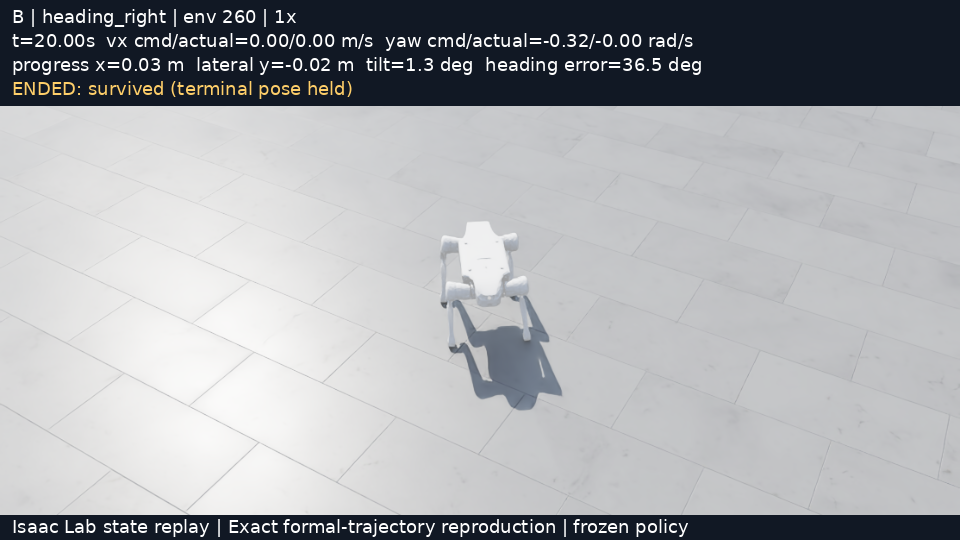 B | heading_right | env 260 | 1x
t=20.00s  vx cmd/actual=0.00/0.00 m/s  yaw cmd/actual=-0.32/-0.00 rad/s
progress x=0.03 m  lateral y=-0.02 m  tilt=1.3 deg  heading error=36.5 deg
ENDED: survived (terminal pose held)
Isaac Lab state replay | Exact formal-trajectory reproduction | frozen policy